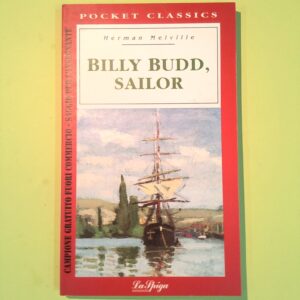 POCKET CLASSICS
Herman Melville
BILLY BUDD,
SAILOR
CAMPIONE GRATUITO FUORI COMMERCIO
La Spiga